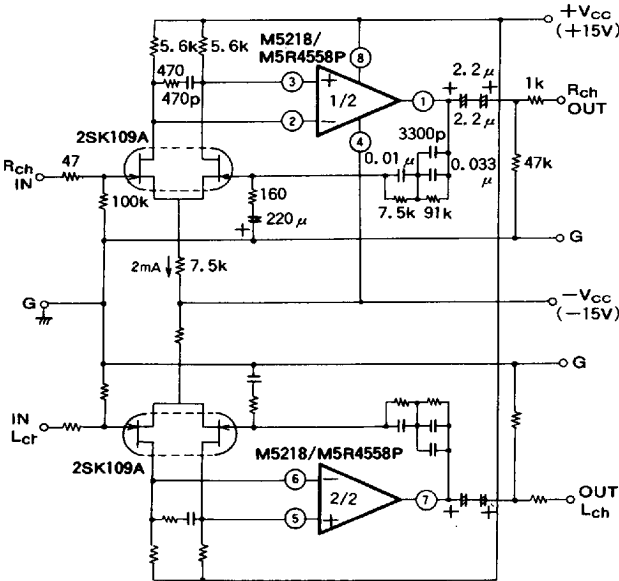 +VCC
(+15V)
5.6k 5.6k M5218/
M5R4558P
8
470
470p
3 + 1/2 1 2.2μ 1k Rch
OUT
2 − 2.2μ
4 3300p
2SK109A
0.01μ 0.033μ
47k
Rch
IN 47
160
100k
7.5k 91k
+ 220μ
G
2mA 7.5k
G
−VCC
(−15V)
G
IN
Lch
2SK109A
M5218/M5R4558P
6 − 2/2 7 OUT
Lch
5 + + +